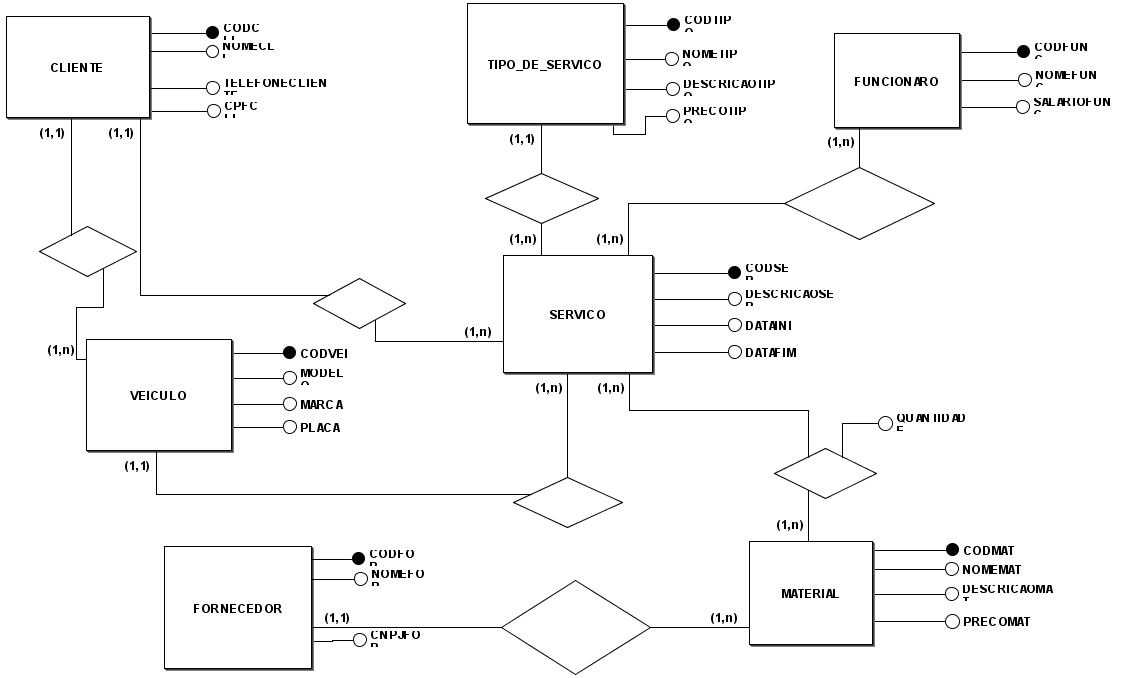 CLIENTE
CODCLI
NOMECLI
TELEFONECLIENTE
CPFCLI
(1,1)
(1,1)
TIPO_DE_SERVICO
CODTIPO
NOMETIPO
DESCRICAOTIPO
PRECOTIPO
(1,1)
FUNCIONARO
CODFUNC
NOMEFUNC
SALARIOFUNC
(1,n)
(1,n)
(1,n)
SERVICO
CODSER
DESCRICAOSER
DATAINI
DATAFIM
(1,n)
(1,n)
(1,n)
(1,n)
VEICULO
CODVEI
MODELO
MARCA
PLACA
(1,1)
QUANTIDADE
(1,n)
FORNECEDOR
CODFOR
NOMEFOR
CNPJFOR
(1,1)
(1,n)
MATERIAL
CODMAT
NOMEMAT
DESCRICAOMAT
PRECOMAT